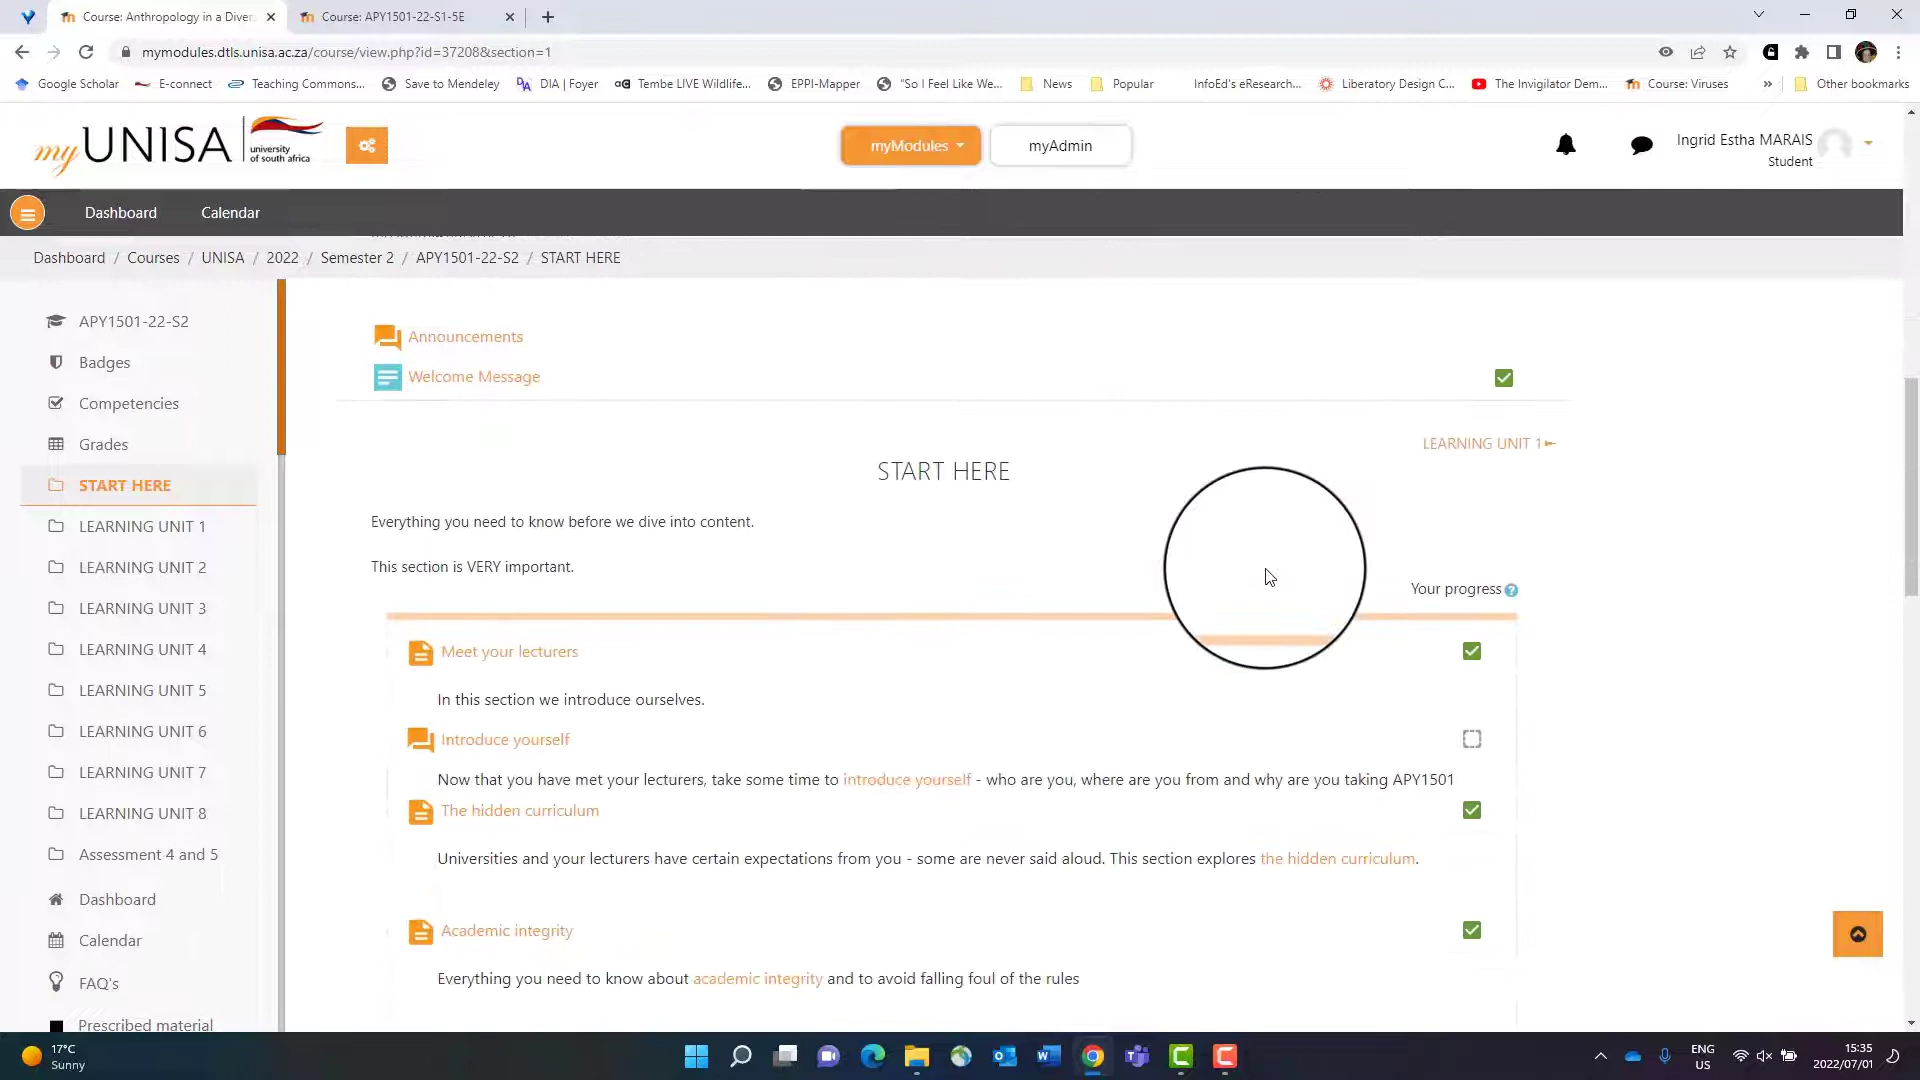 Course: Anthropology in a Diver
Course: APY1501-22-S1-5E
mymodules.dtls.unisa.ac.za/course/view.php?id=37208&section=1
Google Scholar
E-connect
Teaching Commons...
Save to Mendeley
DIA | Foyer
Tembe LIVE Wildlife...
EPPI-Mapper
"So I Feel Like We...
News
Popular
InfoEd's eResearch...
Liberatory Design C...
The Invigilator Dem...
Course: Viruses
»
Other bookmarks
my UNISA
university
of south africa
myModules
myAdmin
Ingrid Estha MARAIS
Student
Dashboard
Calendar
Dashboard / Courses / UNISA / 2022 / Semester 2 / APY1501-22-S2 / START HERE
APY1501-22-S2
Badges
Competencies
Grades
START HERE
LEARNING UNIT 1
LEARNING UNIT 2
LEARNING UNIT 3
LEARNING UNIT 4
LEARNING UNIT 5
LEARNING UNIT 6
LEARNING UNIT 7
LEARNING UNIT 8
Assessment 4 and 5
Dashboard
Calendar
FAQ's
Prescribed material
Announcements
Welcome Message
LEARNING UNIT 1
START HERE
Everything you need to know before we dive into content.
This section is VERY important.
Your progress
Meet your lecturers
In this section we introduce ourselves.
Introduce yourself
Now that you have met your lecturers, take some time to introduce yourself - who are you, where are you from and why are you taking APY1501
The hidden curriculum
Universities and your lecturers have certain expectations from you - some are never said aloud. This section explores the hidden curriculum.
Academic integrity
Everything you need to know about academic integrity and to avoid falling foul of the rules
17°C
Sunny
ENG
US
15:35
2022/07/01